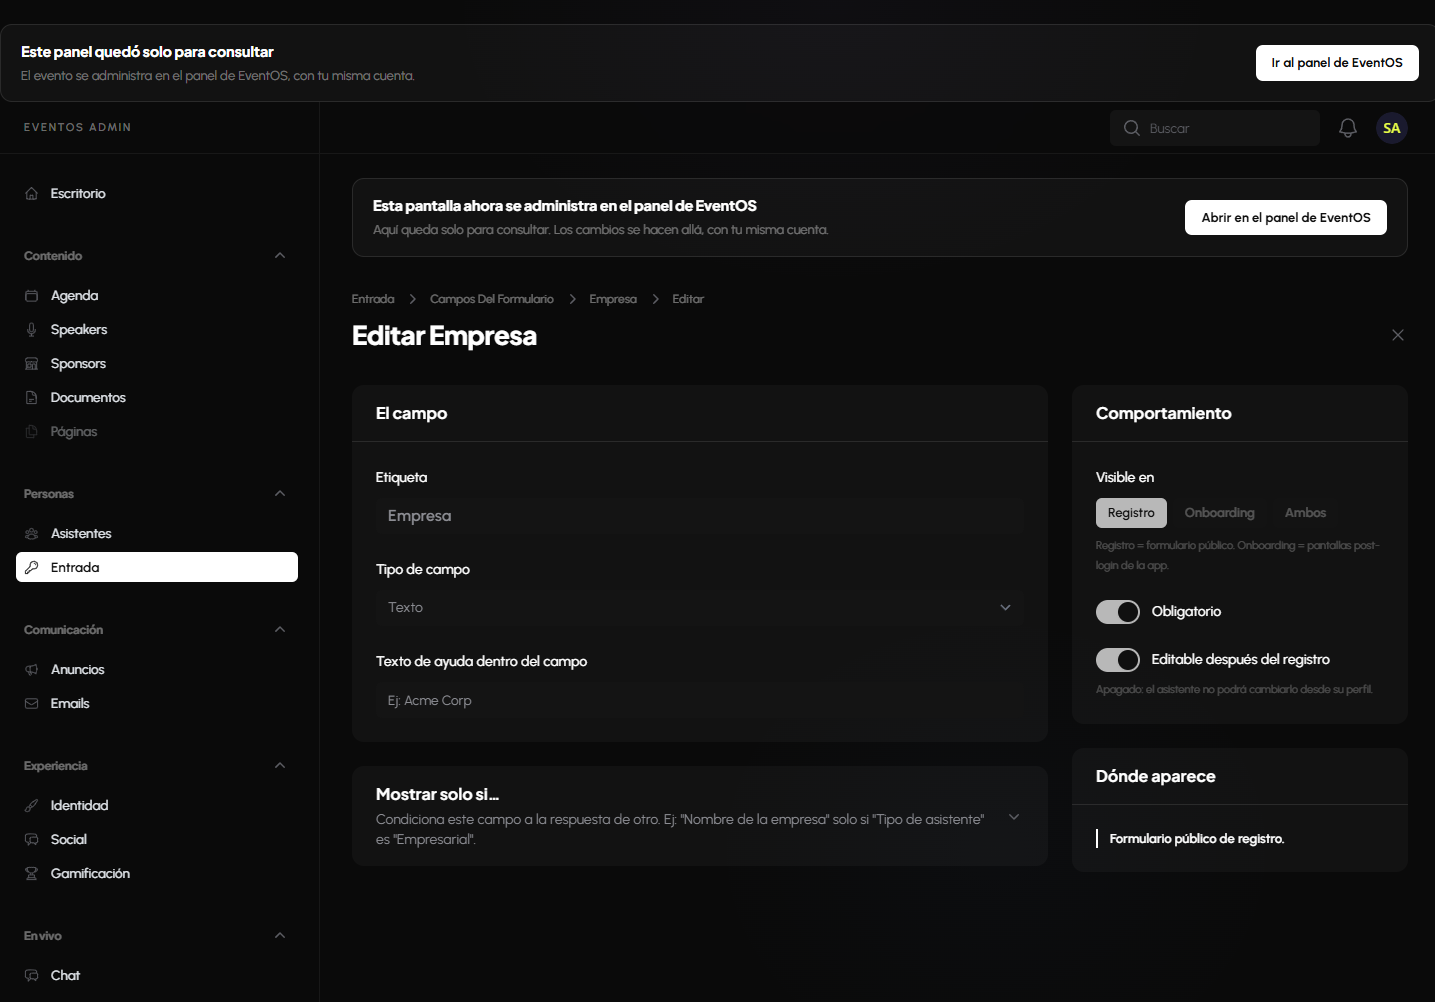 Este panel quedó solo para consultar
El evento se administra en el panel de EventOS, con tu misma cuenta.
Ir al panel de EventOS
EVENTOS ADMIN
Buscar
SA
Escritorio
Contenido
Agenda
Speakers
Sponsors
Documentos
Páginas
Personas
Asistentes
Entrada
Comunicación
Anuncios
Emails
Experiencia
Identidad
Social
Gamificación
En vivo
Chat
Esta pantalla ahora se administra en el panel de EventOS
Aquí queda solo para consultar. Los cambios se hacen allá, con tu misma cuenta.
Abrir en el panel de EventOS
Entrada > Campos Del Formulario > Empresa > Editar
Editar Empresa
El campo
Etiqueta
Empresa
Tipo de campo
Texto
Texto de ayuda dentro del campo
Ej: Acme Corp
Mostrar solo si...
Condiciona este campo a la respuesta de otro. Ej: "Nombre de la empresa" solo si "Tipo de asistente"
es "Empresarial".
Comportamiento
Visible en
Registro Onboarding Ambos
Registro = formulario público. Onboarding = pantallas post-
login de la app.
Obligatorio
Editable después del registro
Apagado: el asistente no podrá cambiarlo desde su perfil.
Dónde aparece
Formulario público de registro.